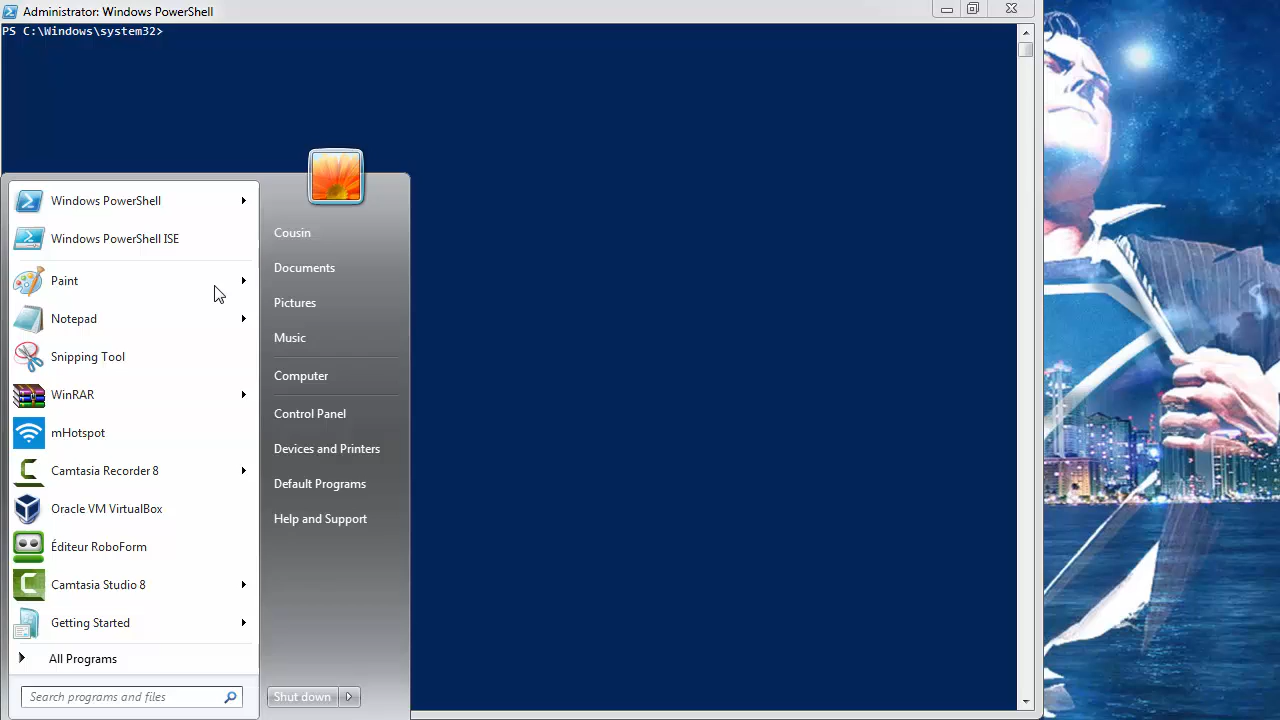 Administrator: Windows PowerShell
PS C:\Windows\system32>
Windows PowerShell
Windows PowerShell ISE
Paint
Notepad
Snipping Tool
WinRAR
mHotspot
Camtasia Recorder 8
Oracle VM VirtualBox
Éditeur RoboForm
Camtasia Studio 8
Getting Started
All Programs
Search programs and files
Cousin
Documents
Pictures
Music
Computer
Control Panel
Devices and Printers
Default Programs
Help and Support
Shut down